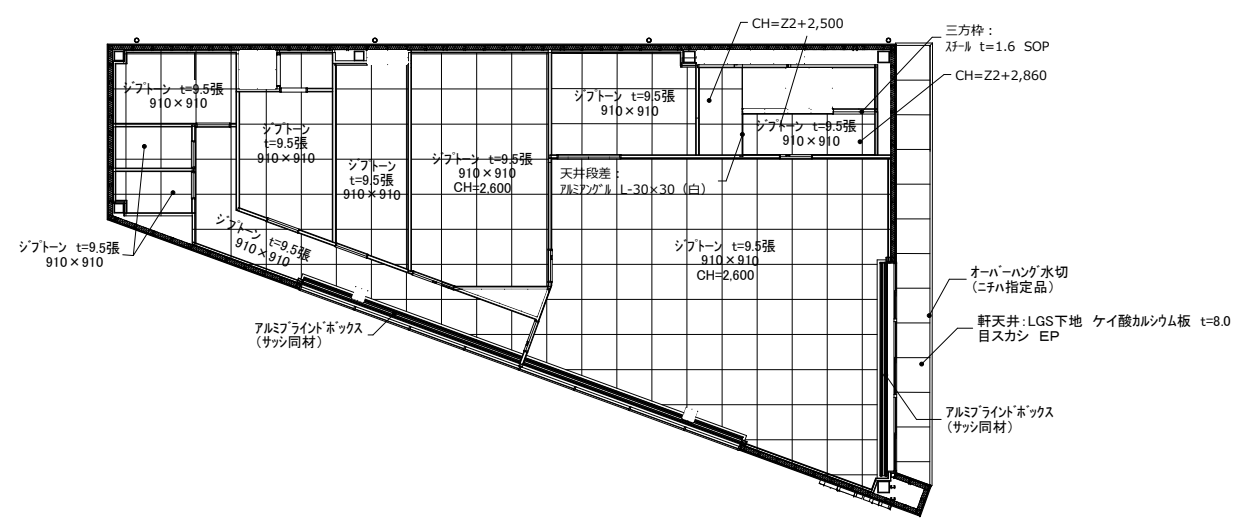 CH=Z2+2,500
三方枠：
ｽﾁｰﾙ t=1.6 SOP
CH=Z2+2,860
ジプトーン t=9.5張
910×910
ジプトーン
t=9.5張
910×910
ジプトーン
t=9.5張
910×910
ジプトーン t=9.5張
910×910
CH=2,600
ジプトーン t=9.5張
910×910
ジプトーン t=9.5張
910×910
天井段差：
ｱﾙﾐｱﾝｸﾞﾙ L-30×30（白）
ジプトーン t=9.5張
910×910
ジプトーン t=9.5張
910×910
ジプトーン t=9.5張
910×910
CH=2,600
アルミブラインドボックス
（サッシ同材）
オーバーハング水切
（ニチハ指定品）
軒天井：LGS下地 ケイ酸カルシウム板 t=8.0
目スカシ EP
アルミブラインドボックス
（サッシ同材）